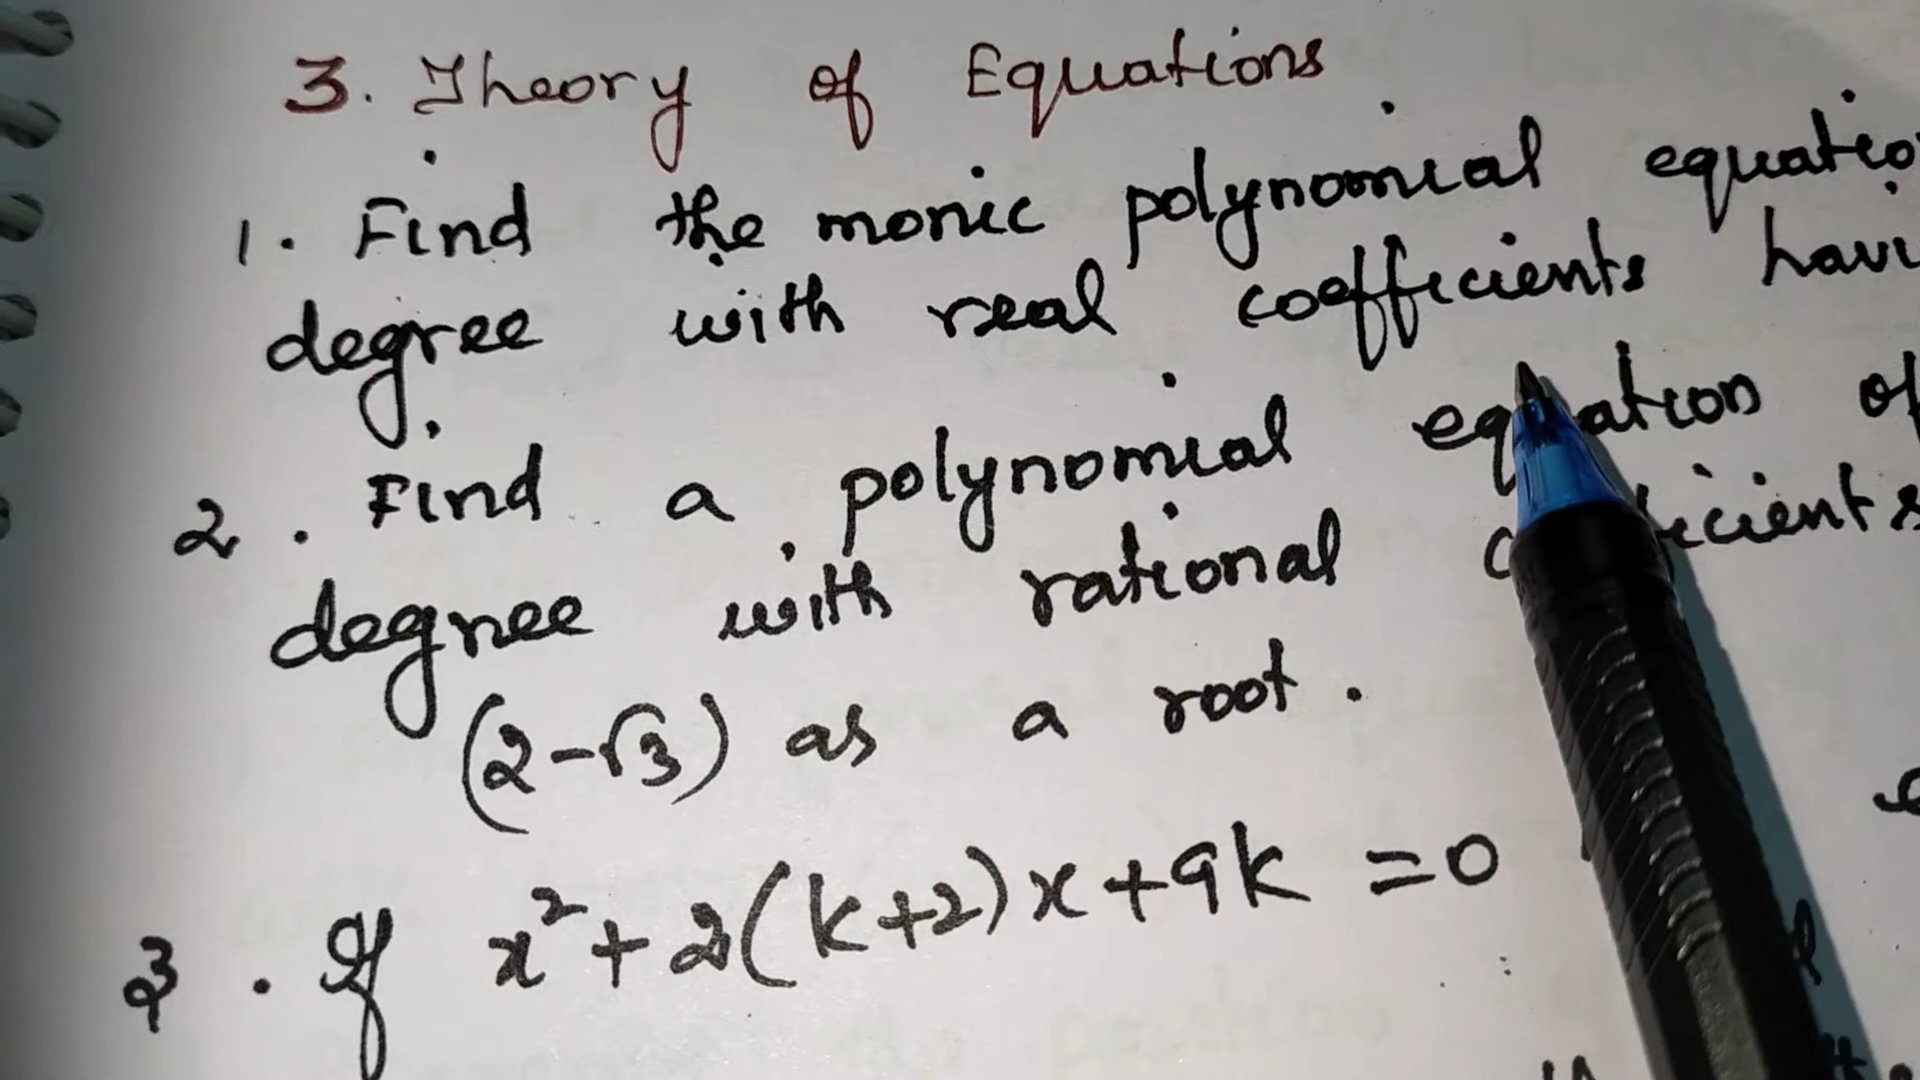 3. Theory of Equations
1. Find the monic polynomial equatio
degree with real coefficients havi
2. Find a polynomial equation of
degree with rational
(2-√3) as a root.
3. If x² + 2(k+2)x + 9k = 0